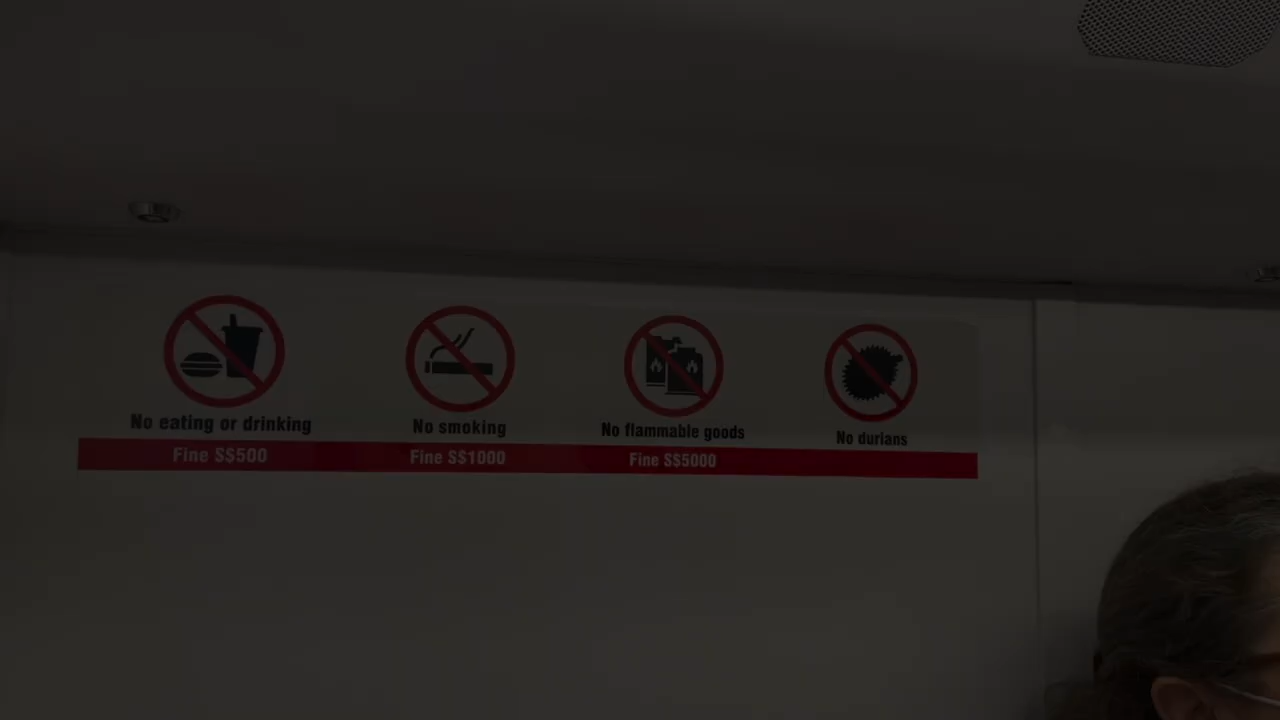 No eating or drinking
No smoking
No flammable goods
No durians
Fine S$500
Fine S$1000
Fine S$5000